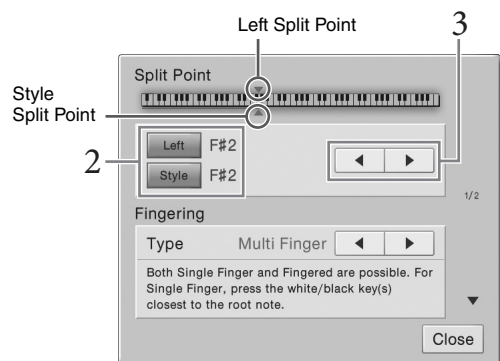 Left Split Point
3
Split Point
Style
Split Point
2
Left F♯2
Style F♯2
1/2
Fingering
Type Multi Finger
Both Single Finger and Fingered are possible. For
Single Finger, press the white/black key(s)
closest to the root note.
Close